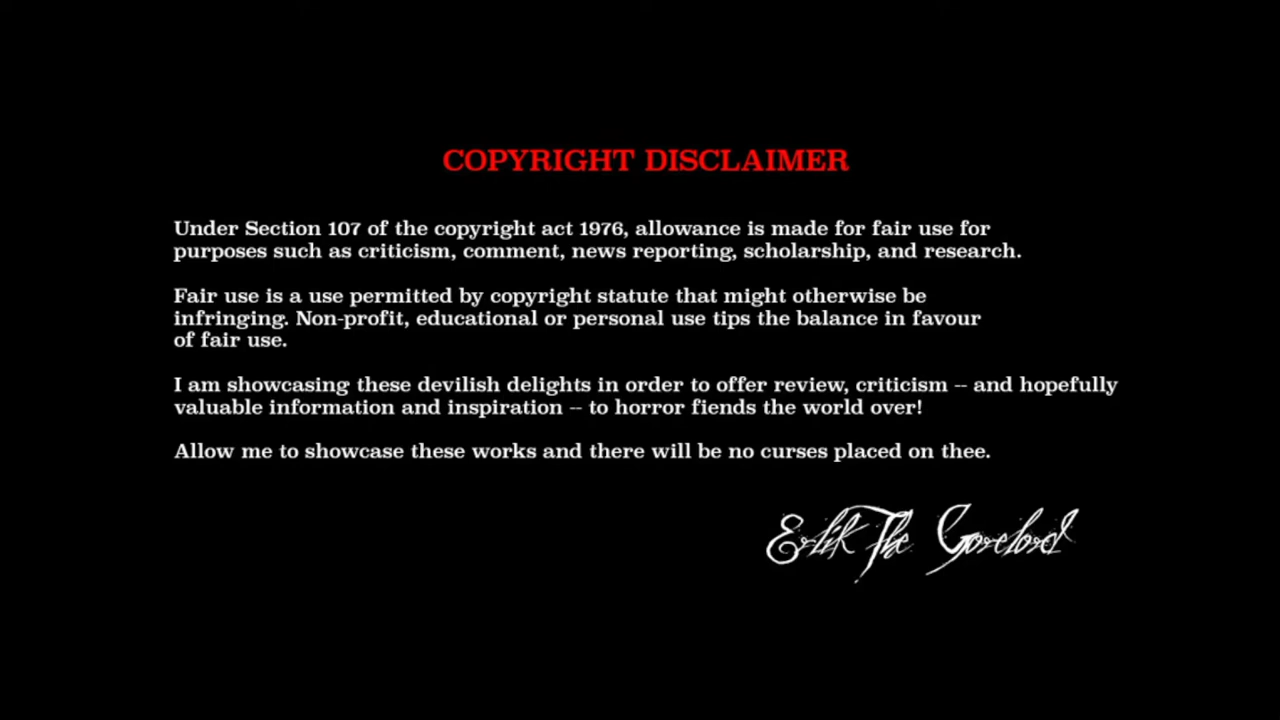 COPYRIGHT DISCLAIMER
Under Section 107 of the copyright act 1976, allowance is made for fair use for
purposes such as criticism, comment, news reporting, scholarship, and research.
Fair use is a use permitted by copyright statute that might otherwise be
infringing. Non-profit, educational or personal use tips the balance in favour
of fair use.
I am showcasing these devilish delights in order to offer review, criticism -- and hopefully
valuable information and inspiration -- to horror fiends the world over!
Allow me to showcase these works and there will be no curses placed on thee.
Erlik The Gorelord